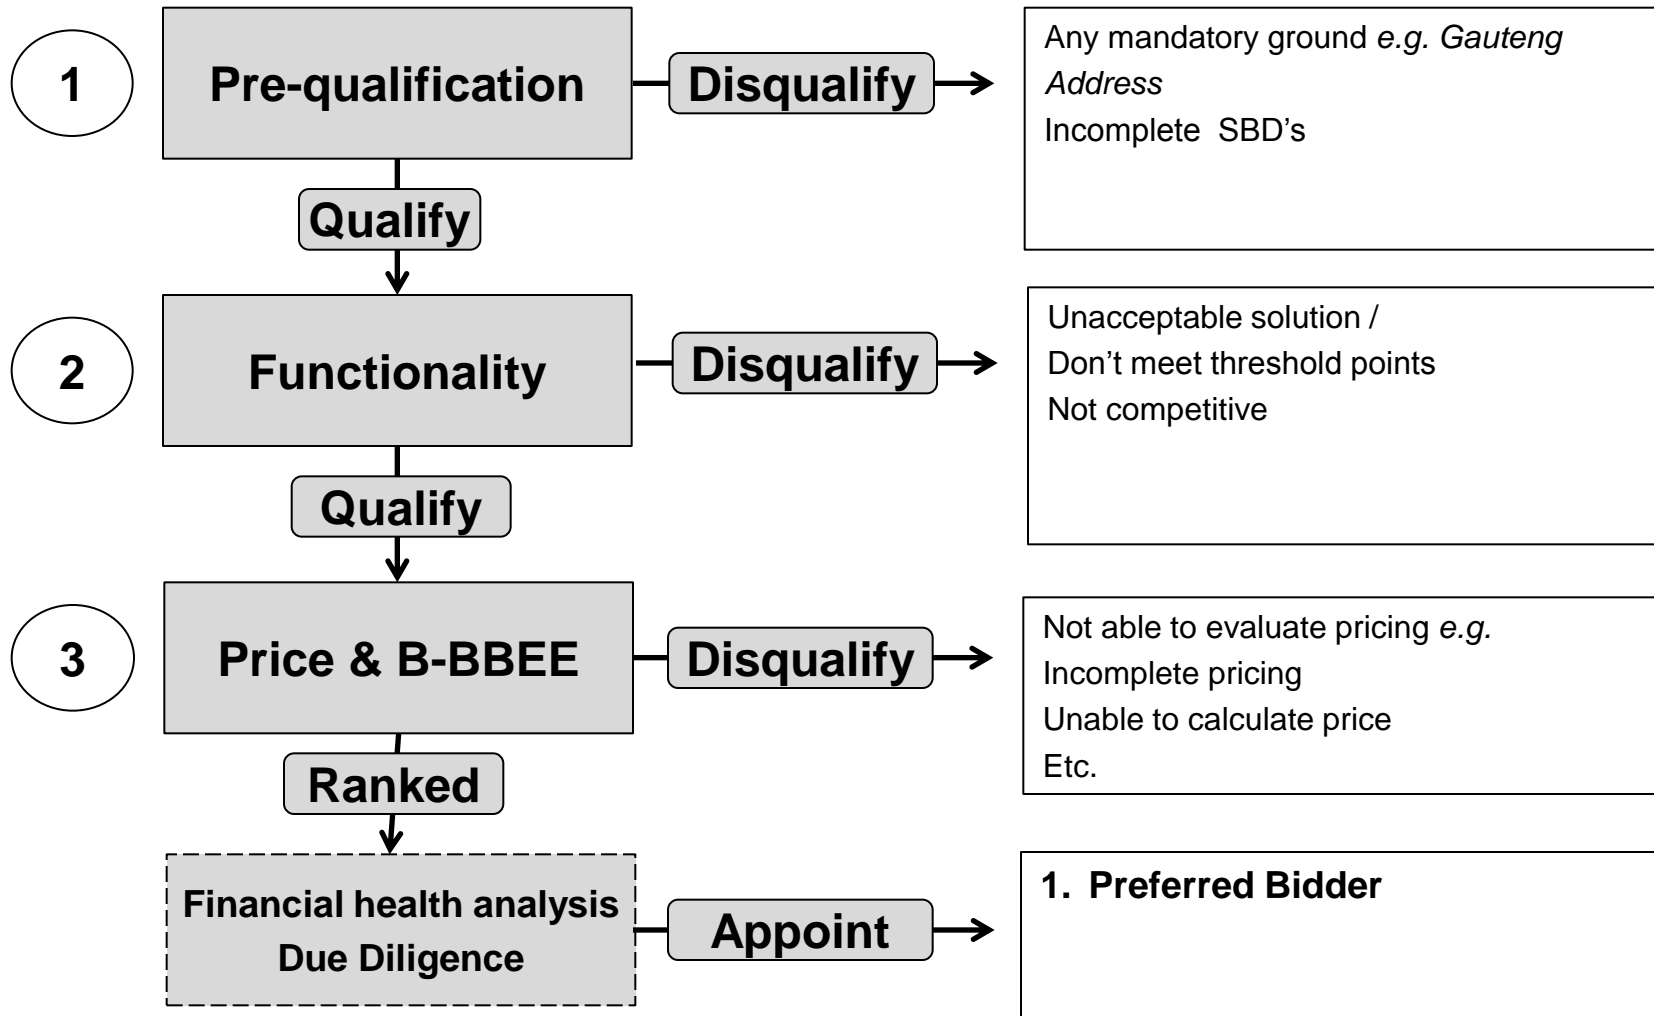 1
Pre-qualification
Disqualify
Any mandatory ground e.g. Gauteng
Address
Incomplete SBD's
Qualify
2
Functionality
Disqualify
Unacceptable solution /
Don't meet threshold points
Not competitive
Qualify
3
Price & B-BBEE
Disqualify
Not able to evaluate pricing e.g.
Incomplete pricing
Unable to calculate price
Etc.
Ranked
Financial health analysis
Due Diligence
Appoint
1. Preferred Bidder